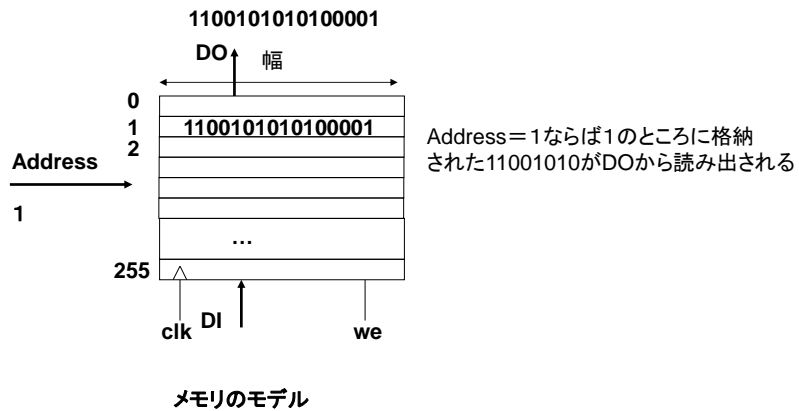 1100101010100001
DO
幅
0
1 1100101010100001
2
Address
1
Address＝1ならば1のところに格納
された11001010がDOから読み出される
…
255
clk
DI
we
メモリのモデル